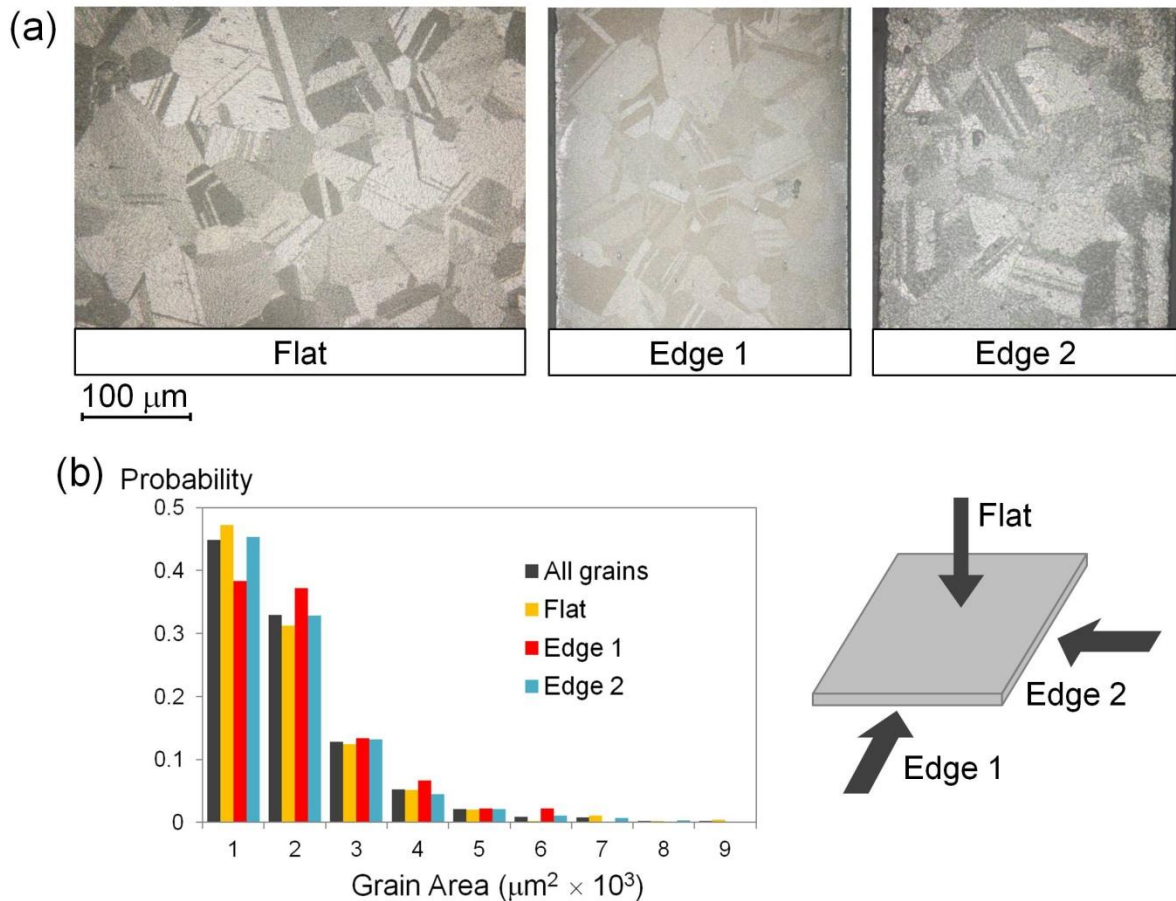 (a)
Flat
Edge 1
Edge 2
100 μm
(b)
Probability
0.5
0.4
0.3
0.2
0.1
0
All grains
Flat
Edge 1
Edge 2
1 2 3 4 5 6 7 8 9
Grain Area (μm² × 10³)
Flat
Edge 2
Edge 1